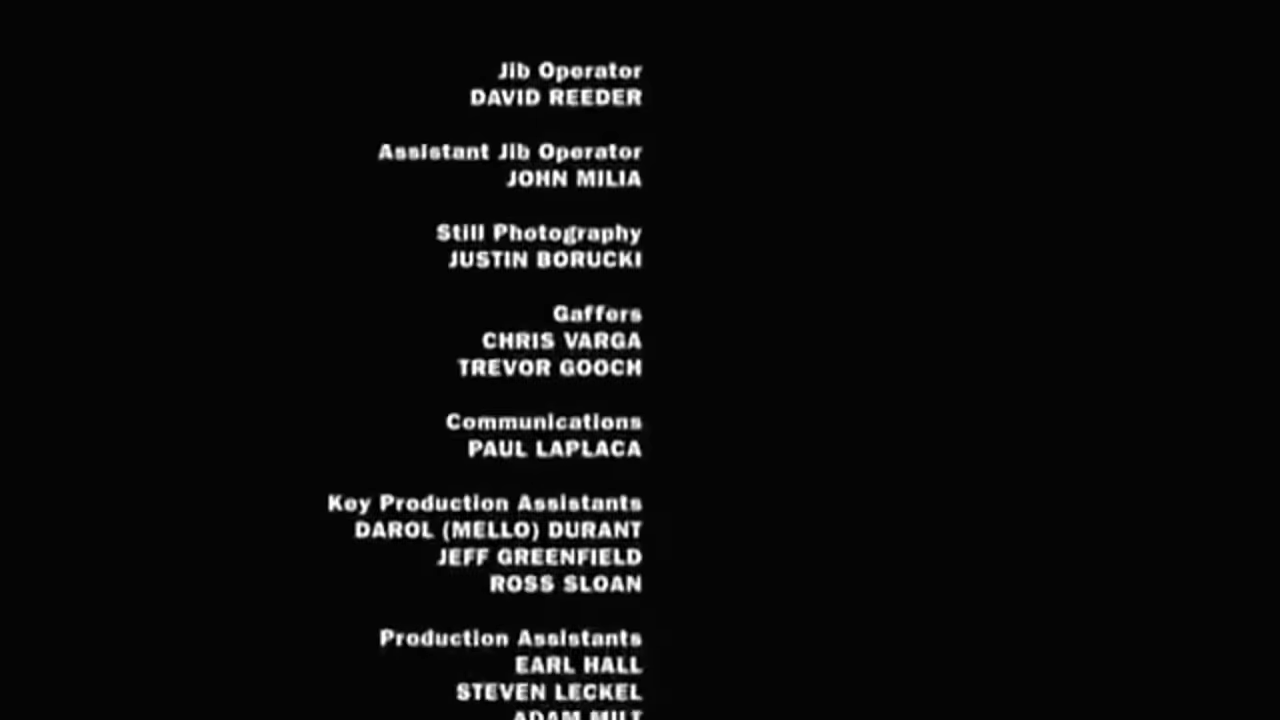 Jib Operator
DAVID REEDER
Assistant Jib Operator
JOHN MILIA
Still Photography
JUSTIN BORUCKI
Gaffers
CHRIS VARGA
TREVOR GOOCH
Communications
PAUL LAPLACA
Key Production Assistants
DAROL (MELLO) DURANT
JEFF GREENFIELD
ROSS SLOAN
Production Assistants
EARL HALL
STEVEN LECKEL
ADAM